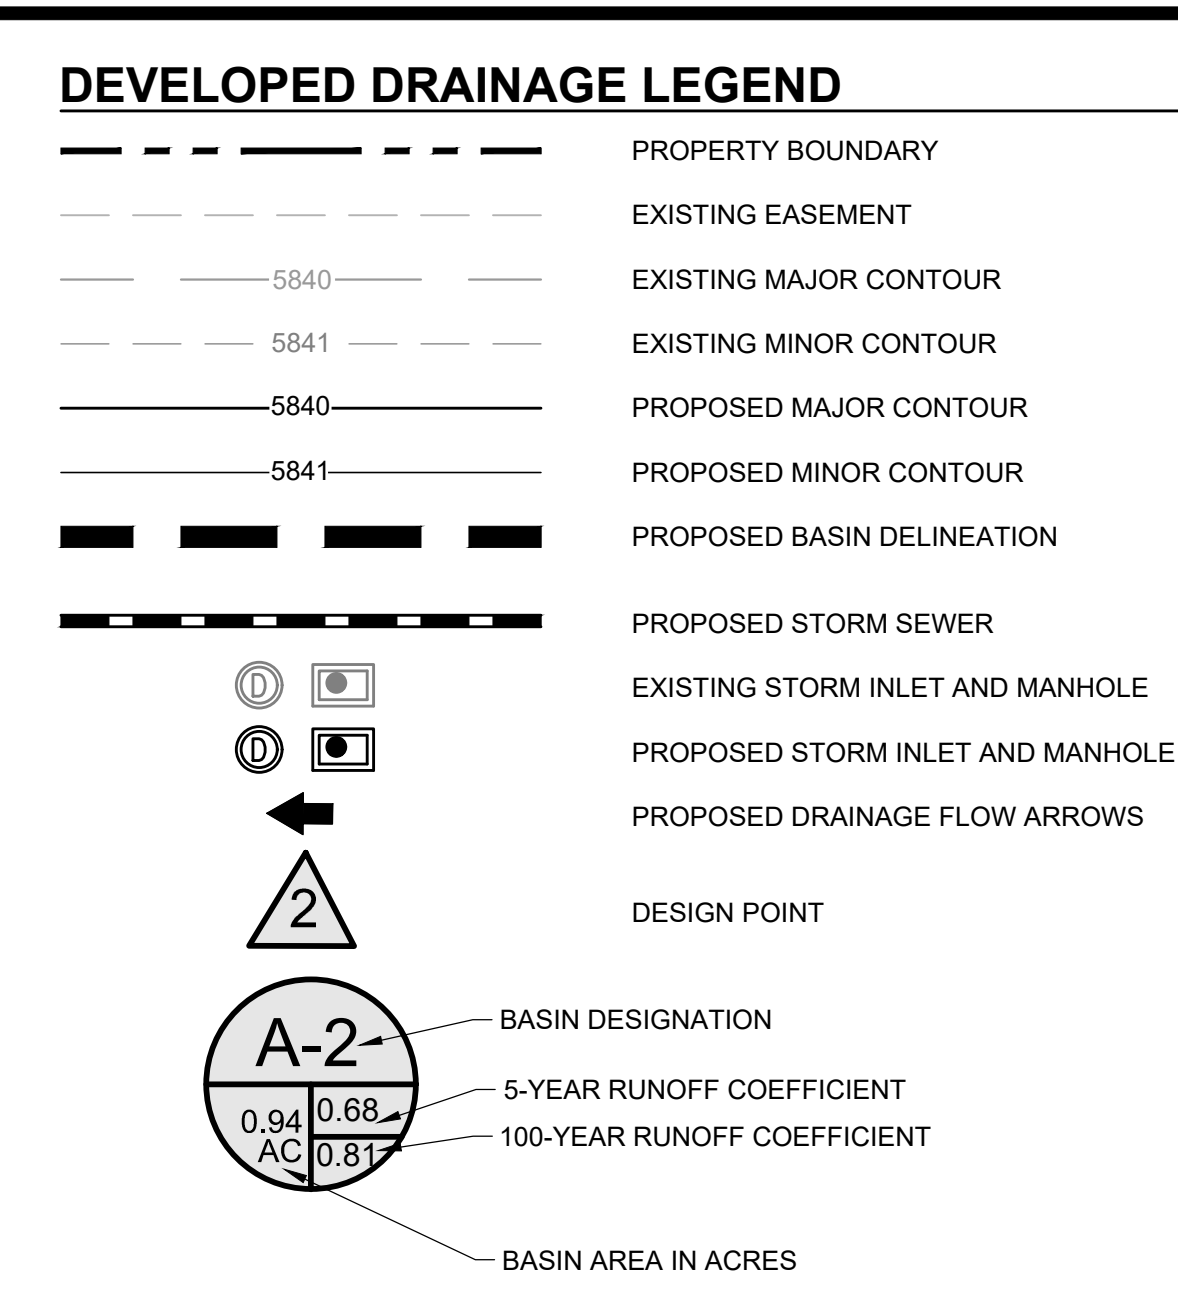 DEVELOPED DRAINAGE LEGEND
PROPERTY BOUNDARY
EXISTING EASEMENT
5840 EXISTING MAJOR CONTOUR
5841 EXISTING MINOR CONTOUR
5840 PROPOSED MAJOR CONTOUR
5841 PROPOSED MINOR CONTOUR
PROPOSED BASIN DELINEATION
PROPOSED STORM SEWER
D EXISTING STORM INLET AND MANHOLE
D PROPOSED STORM INLET AND MANHOLE
PROPOSED DRAINAGE FLOW ARROWS
2 DESIGN POINT
A-2 BASIN DESIGNATION
0.68 5-YEAR RUNOFF COEFFICIENT
0.94
AC
0.81 100-YEAR RUNOFF COEFFICIENT
BASIN AREA IN ACRES